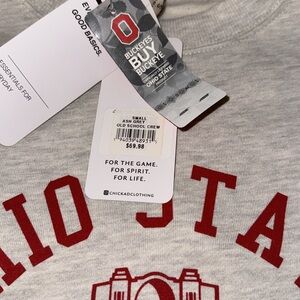 EV
GOOD BASICS.
ESSENTIALS FOR
RYDAY
BUCKEYES
BUY
BUCKEYE
OHIO STATE
SMALL
ASH GREY
OLD SCHOOL CREW
$69.98
FOR THE GAME.
FOR SPIRIT.
FOR LIFE.
CHICKADCLOTHING
HIO STA